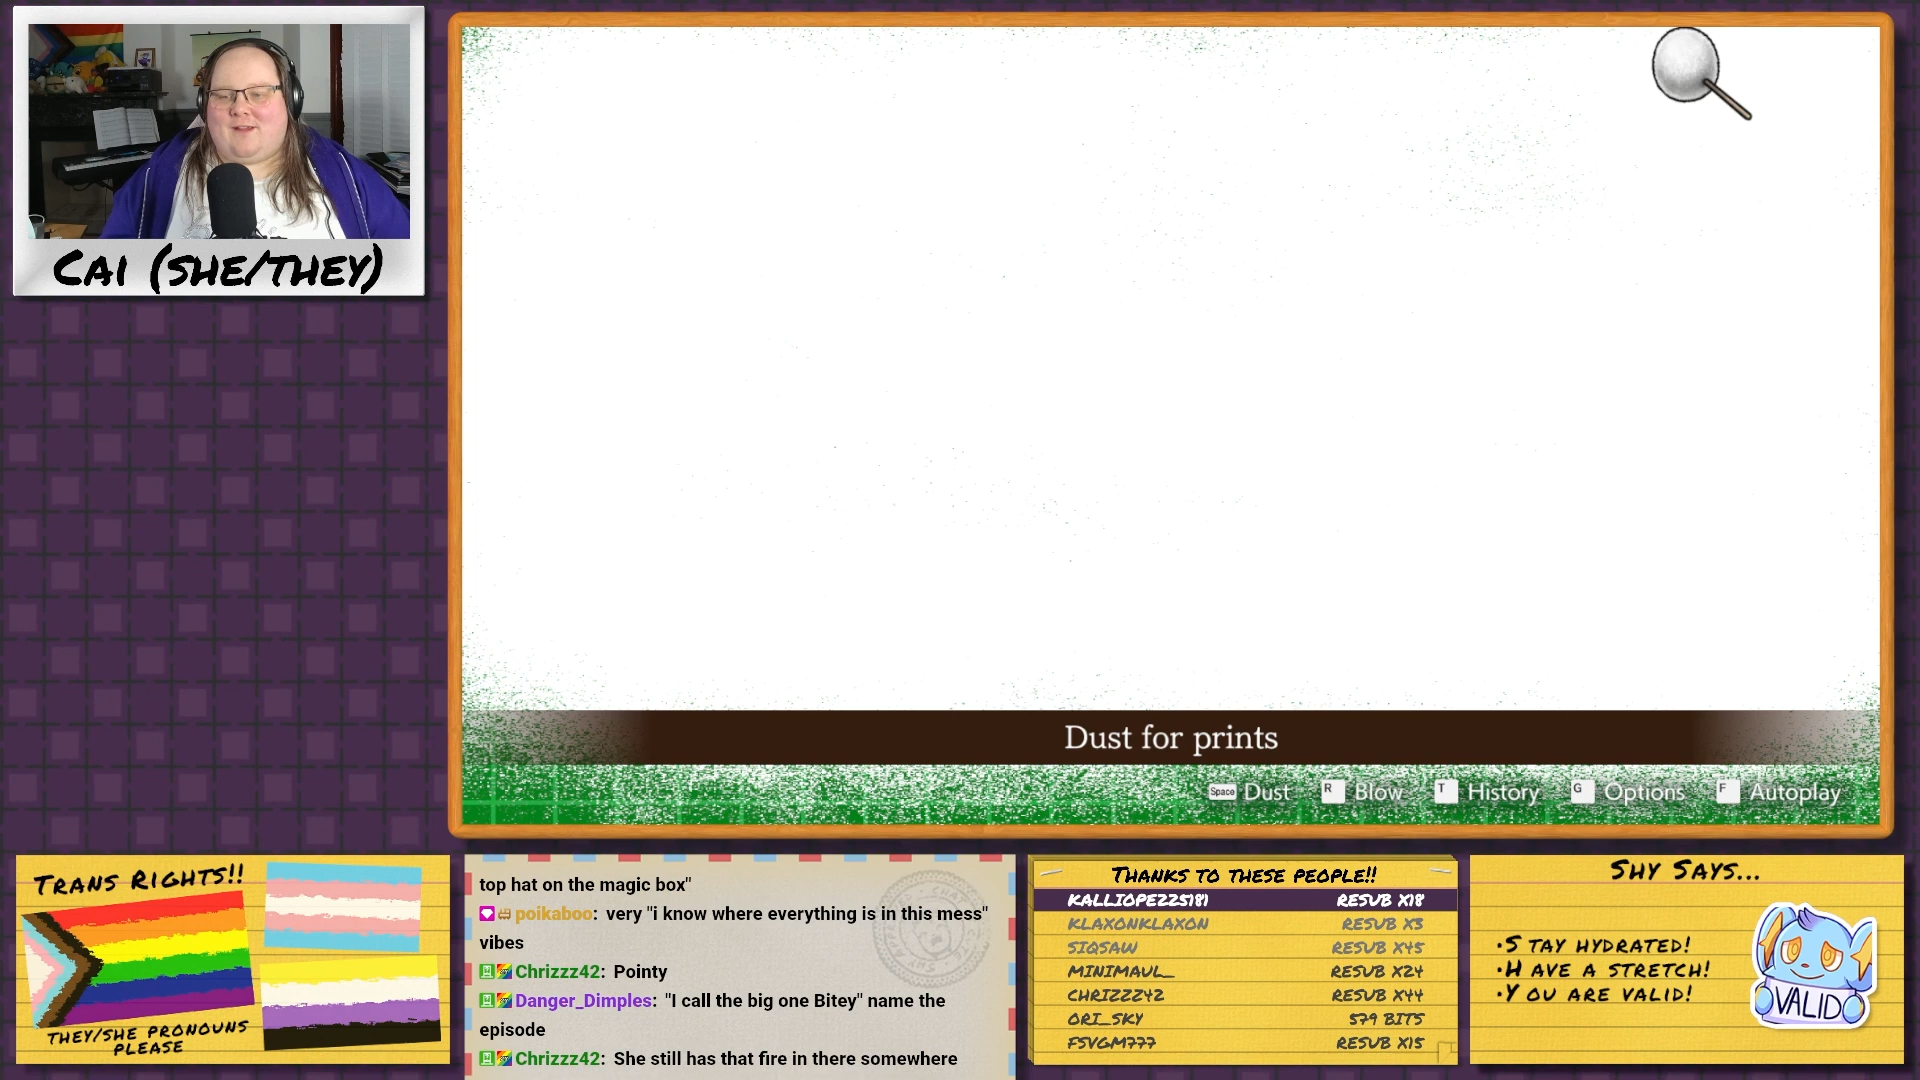 Cai (she/they)
Dust for prints
Space Dust R Blow T History G Options F Autoplay
Trans Rights!!
They/she pronouns
please
top hat on the magic box"
poikaboo: very "i know where everything is in this mess"
vibes
Chrizzz42: Pointy
Danger_Dimples: "I call the big one Bitey" name the
episode
Chrizzz42: She still has that fire in there somewhere
Thanks to these people!!
KALLIOPEZZ5181 RESUB X18
KLAXONKLAXON RESUB X3
SIQSAW RESUB X45
MINIMAUL_ RESUB X24
CHRIZZZ42 RESUB X44
ORI_SKY 579 BITS
FSVGM777 RESUB X15
Shy Says...
·S tay hydrated!
·H ave a stretch!
·Y ou are valid!
VALID